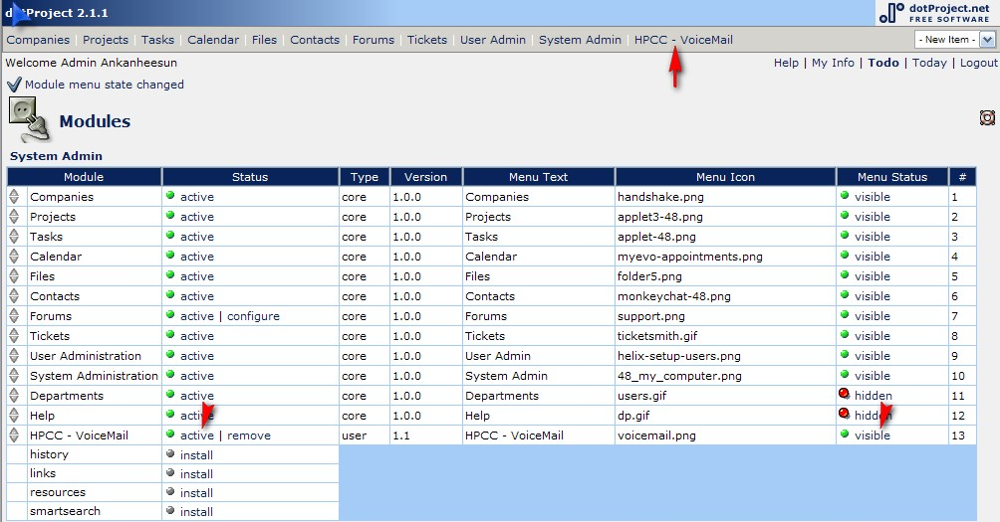 dotProject 2.1.1
dotProject.net
FREE SOFTWARE
Companies | Projects | Tasks | Calendar | Files | Contacts | Forums | Tickets | User Admin | System Admin | HPCC - VoiceMail
- New Item -
Welcome Admin Ankanheesun
Help | My Info | Todo | Today | Logout
Module menu state changed
Modules
System Admin
Module Status Type Version Menu Text Menu Icon Menu Status #
Companies active core 1.0.0 Companies handshake.png visible 1
Projects active core 1.0.0 Projects applet3-48.png visible 2
Tasks active core 1.0.0 Tasks applet-48.png visible 3
Calendar active core 1.0.0 Calendar myevo-appointments.png visible 4
Files active core 1.0.0 Files folder5.png visible 5
Contacts active core 1.0.0 Contacts monkeychat-48.png visible 6
Forums active | configure core 1.0.0 Forums support.png visible 7
Tickets active core 1.0.0 Tickets ticketsmith.gif visible 8
User Administration active core 1.0.0 User Admin helix-setup-users.png visible 9
System Administration active core 1.0.0 System Admin 48_my_computer.png visible 10
Departments active core 1.0.0 Departments users.gif hidden 11
Help active core 1.0.0 Help dp.gif hidden 12
HPCC - VoiceMail active | remove user 1.1 HPCC - VoiceMail voicemail.png visible 13
history install
links install
resources install
smartsearch install